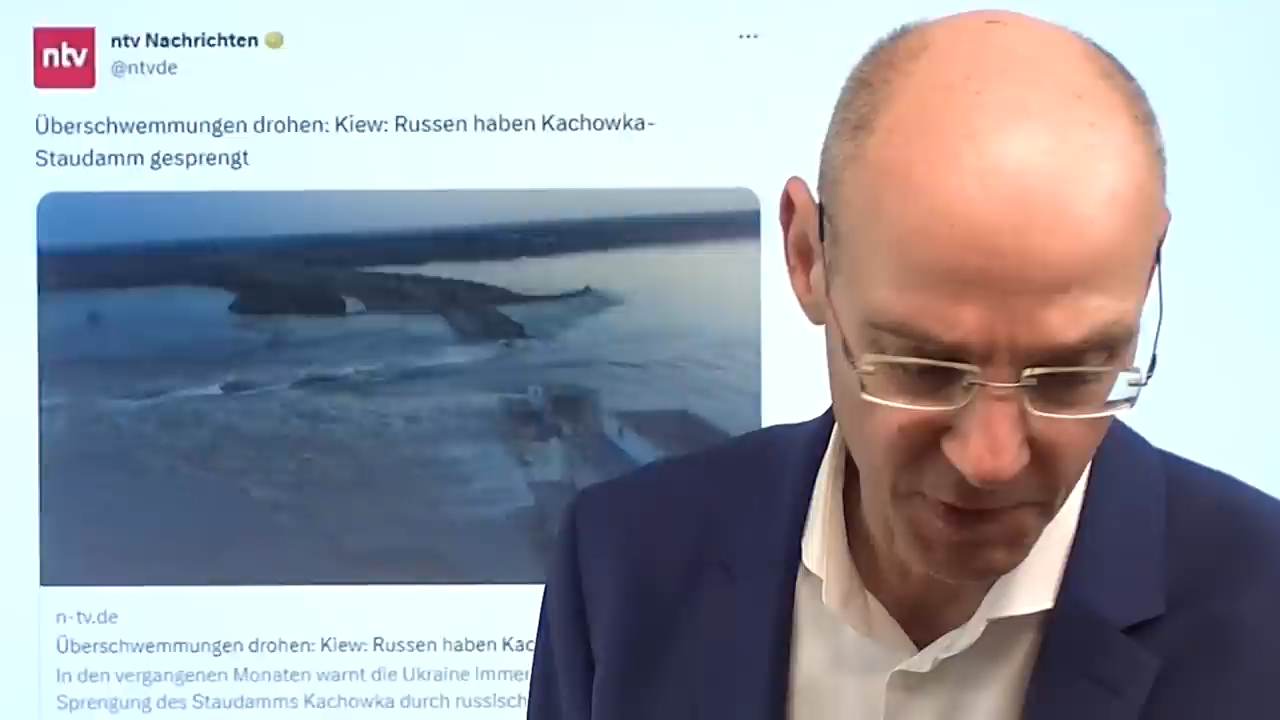 ntv
ntv Nachrichten
@ntvde
Überschwemmungen drohen: Kiew: Russen haben Kachowka-
Staudamm gesprengt
n-tv.de
Überschwemmungen drohen: Kiew: Russen haben
In den vergangenen Monaten warnt die Ukraine
Sprengung des Staudamms Kachowka durch